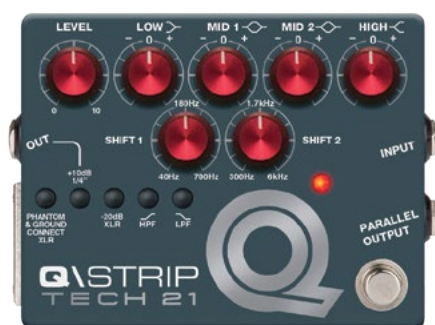 LEVEL LOW MID 1 MID 2 HIGH
- 0 + - 0 + - 0 + - 0 +
0 10
180Hz 1.7kHz
SHIFT 1 SHIFT 2
40Hz 700Hz 300Hz 6kHz
OUT
INPUT
+10dB
1/4"
PHANTOM
& GROUND
CONNECT
XLR
-20dB
XLR
HPF
LPF
PARALLEL
OUTPUT
Q\STRIP
TECH 21
Q